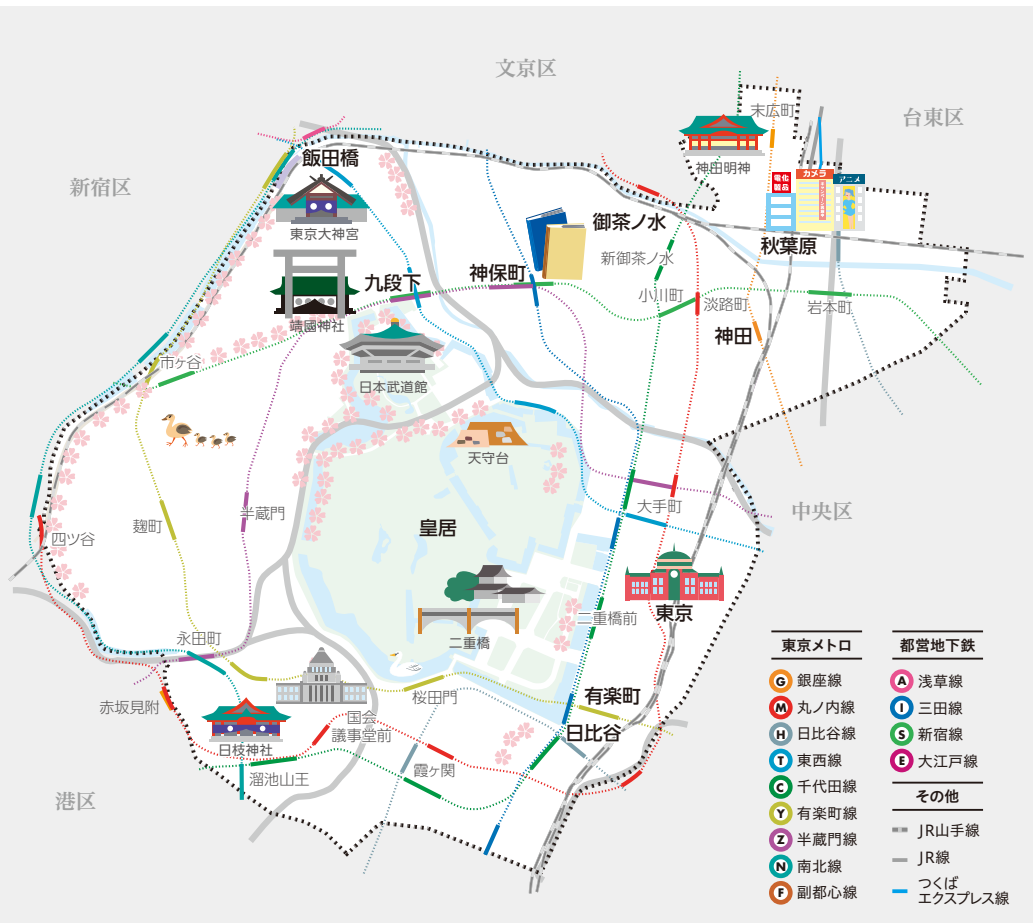 文京区
台東区
新宿区
末広町
神田明神
電化
製品
カメラ
アニメ
秋葉原
飯田橋
東京大神宮
御茶ノ水
新御茶ノ水
九段下
神保町
小川町
淡路町
岩本町
神田
靖國神社
市ヶ谷
日本武道館
天守台
大手町
中央区
皇居
半蔵門
麹町
四ツ谷
二重橋
二重橋前
東京
永田町
赤坂見附
桜田門
有楽町
日比谷
国会
議事堂前
日枝神社
溜池山王
霞ヶ関
港区
東京メトロ
G 銀座線
M 丸ノ内線
H 日比谷線
T 東西線
C 千代田線
Y 有楽町線
Z 半蔵門線
N 南北線
F 副都心線
都営地下鉄
A 浅草線
I 三田線
S 新宿線
E 大江戸線
その他
JR山手線
JR線
つくば
エクスプレス線